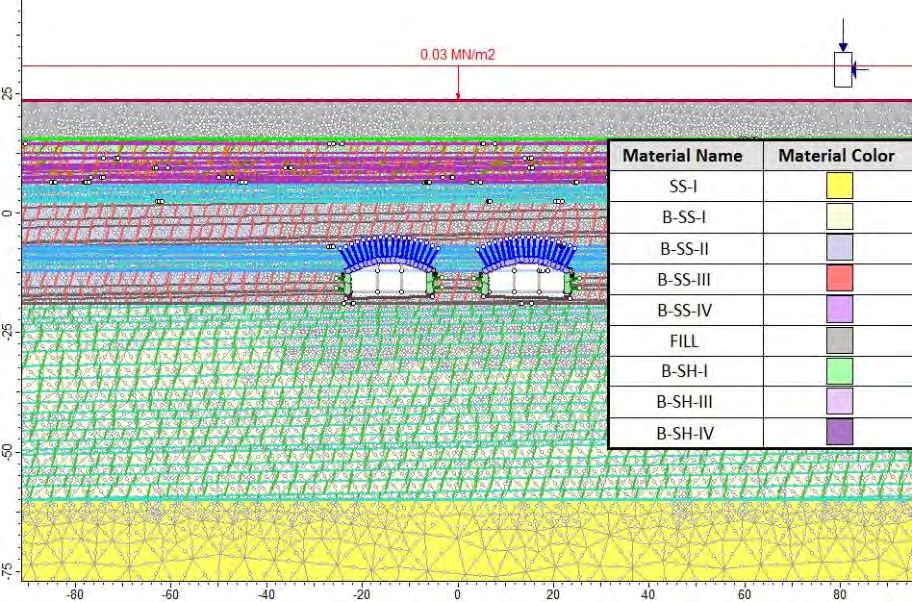 0.03 MN/m2
25
0
-25
-50
-75
Material Name Material Color
SS-I
B-SS-I
B-SS-II
B-SS-III
B-SS-IV
FILL
B-SH-I
B-SH-III
B-SH-IV
-80 -60 -40 -20 0 20 40 60 80